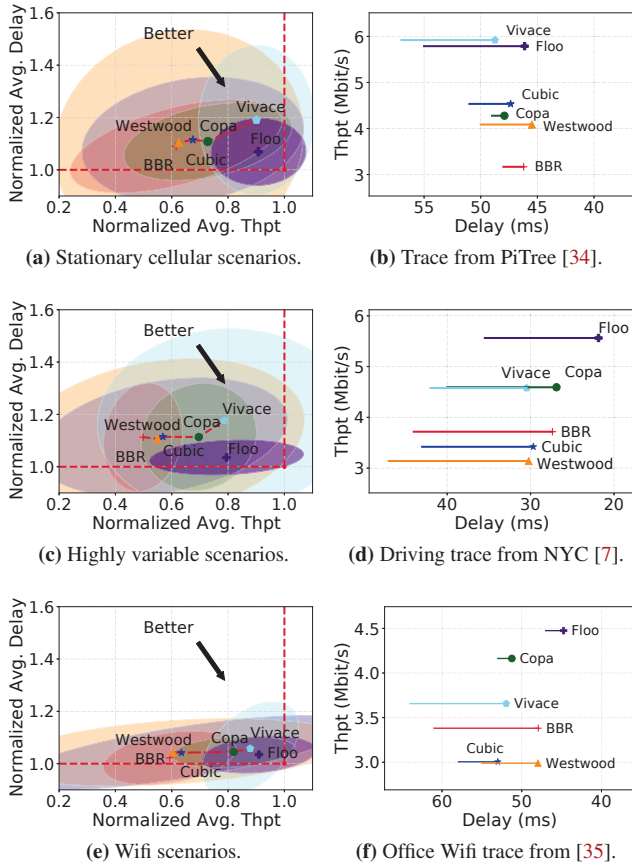 1.6
1.4
1.2
1.0
0.2 0.4 0.6 0.8 1.0
Normalized Avg. Delay
Normalized Avg. Thpt
Better
Vivace
Westwood Copa
Floo
BBR Cubic
(a) Stationary cellular scenarios.
6
5
4
3
55 50 45 40
Thpt (Mbit/s)
Delay (ms)
Vivace
Floo
Cubic
Copa
Westwood
BBR
(b) Trace from PiTree [34].
1.6
1.4
1.2
1.0
0.2 0.4 0.6 0.8 1.0
Normalized Avg. Delay
Normalized Avg. Thpt
Better
Vivace
Westwood Copa
BBR Cubic Floo
(c) Highly variable scenarios.
6
5
4
3
40 30 20
Thpt (Mbit/s)
Delay (ms)
Floo
Vivace Copa
BBR
Cubic
Westwood
(d) Driving trace from NYC [7].
1.6
1.4
1.2
1.0
0.2 0.4 0.6 0.8 1.0
Normalized Avg. Delay
Normalized Avg. Thpt
Better
Westwood Copa Vivace
BBR Floo
Cubic
(e) Wifi scenarios.
4.5
4.0
3.5
3.0
60 50 40
Thpt (Mbit/s)
Delay (ms)
Floo
Copa
Vivace
BBR
Cubic
Westwood
(f) Office Wifi trace from [35].